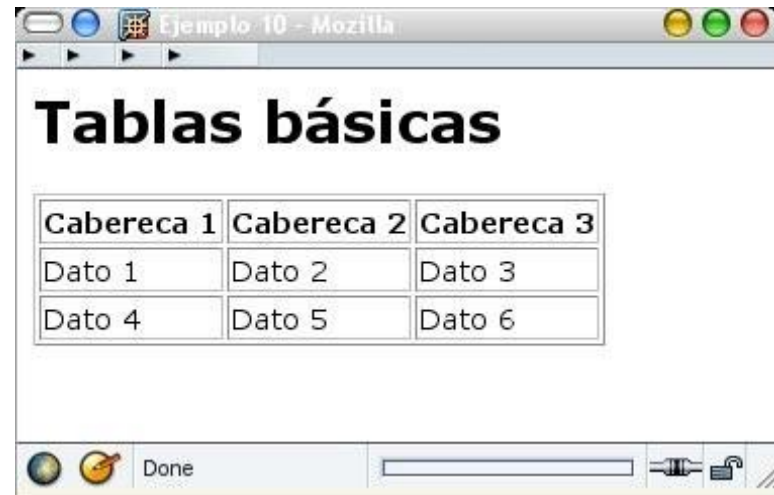 Ejemplo 10 - Mozilla
Tablas básicas
Cabereca 1 Cabereca 2 Cabereca 3
Dato 1 Dato 2 Dato 3
Dato 4 Dato 5 Dato 6
Done